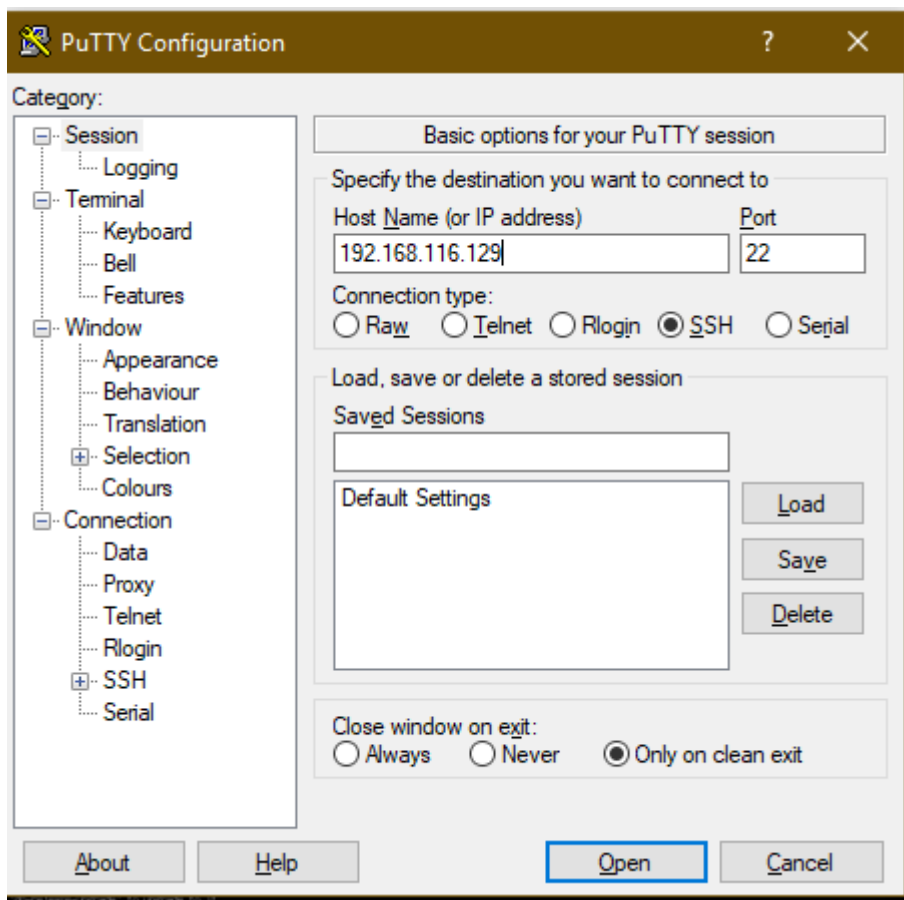 PuTTY Configuration
?
Category:
Session
Logging
Terminal
Keyboard
Bell
Features
Window
Appearance
Behaviour
Translation
Selection
Colours
Connection
Data
Proxy
Telnet
Rlogin
SSH
Serial
Basic options for your PuTTY session
Specify the destination you want to connect to
Host Name (or IP address) Port
192.168.116.129 22
Connection type:
Raw Telnet Rlogin SSH Serial
Load, save or delete a stored session
Saved Sessions
Default Settings
Load
Save
Delete
Close window on exit:
Always Never Only on clean exit
About Help Open Cancel